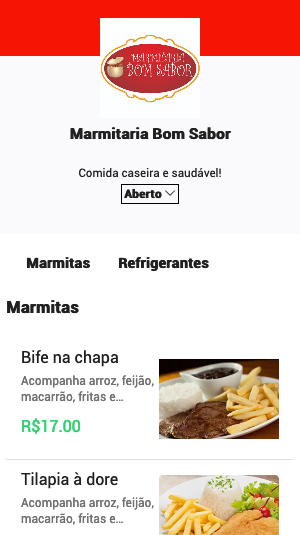 MARMITARIA
BOM SABOR
Marmitaria Bom Sabor
Comida caseira e saudável!
Aberto
Marmitas Refrigerantes
Marmitas
Bife na chapa
Acompanha arroz, feijão,
macarrão, fritas e...
R$17.00
Tilapia à dore
Acompanha arroz, feijão,
macarrão, fritas e...